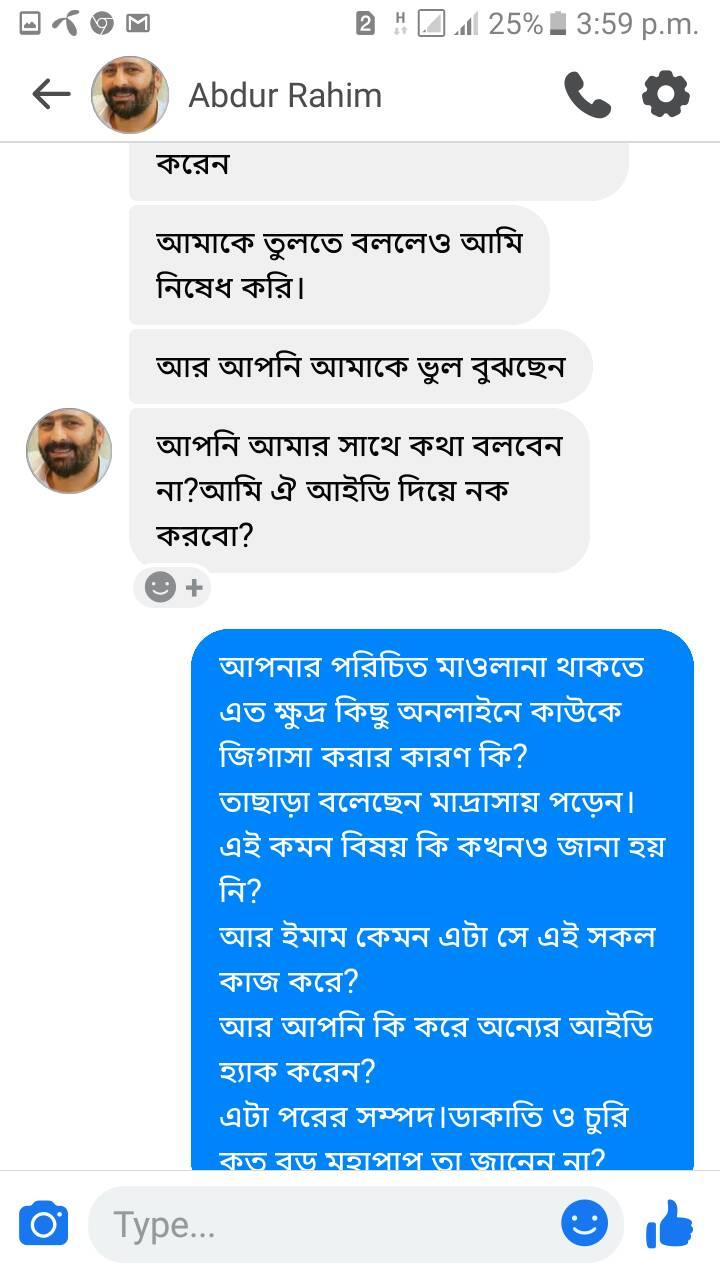 2 H 25% 3:59 p.m.
Abdur Rahim
করেন
আমাকে তুলতে বললেও আমি
নিষেধ করি।
আর আপনি আমাকে ভুল বুঝছেন
আপনি আমার সাথে কথা বলবেন
না?আমি ঐ আইডি দিয়ে নক
করবো?
আপনার পরিচিত মাওলানা থাকতে
এত ক্ষুদ্র কিছু অনলাইনে কাউকে
জিগাসা করার কারণ কি?
তাছাড়া বলেছেন মাদ্রাসায় পড়েন।
এই কমন বিষয় কি কখনও জানা হয়
নি?
আর ইমাম কেমন এটা সে এই সকল
কাজ করে?
আর আপনি কি করে অন্যের আইডি
হ্যাক করেন?
এটা পরের সম্পদ।ডাকাতি ও চুরি
কত বড় মহাপাপ তা জানেন না?
Type...